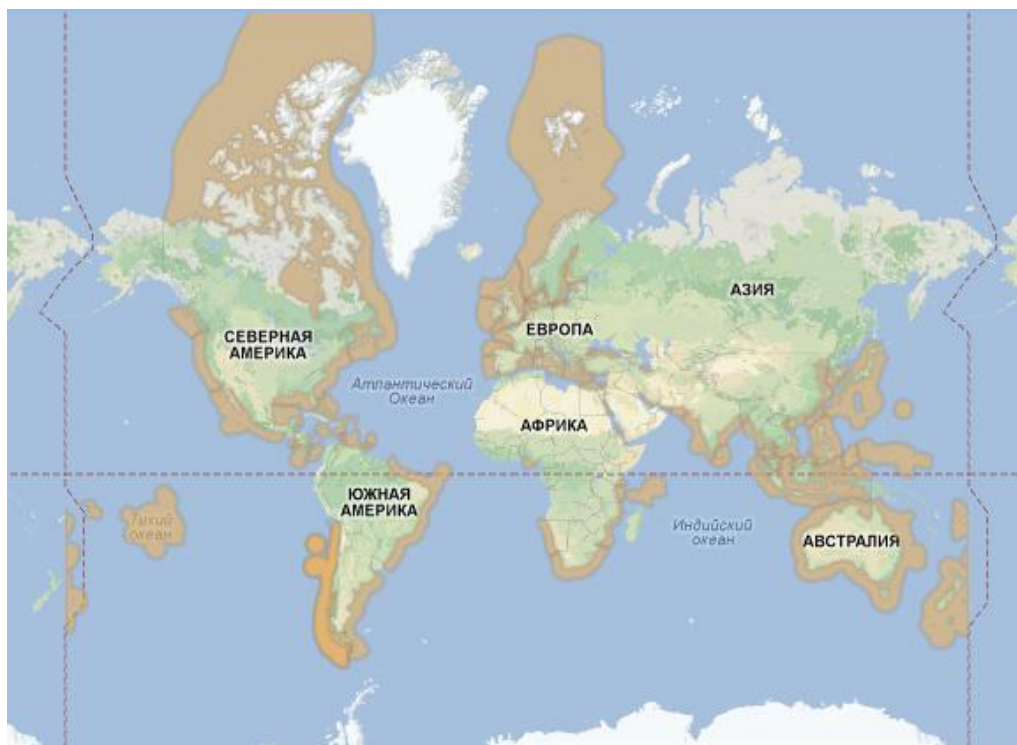 АЗИЯ
СЕВЕРНАЯ
АМЕРИКА
ЕВРОПА
Атлантический
Океан
АФРИКА
ЮЖНАЯ
АМЕРИКА
Тихий
океан
Индийский
океан
АВСТРАЛИЯ